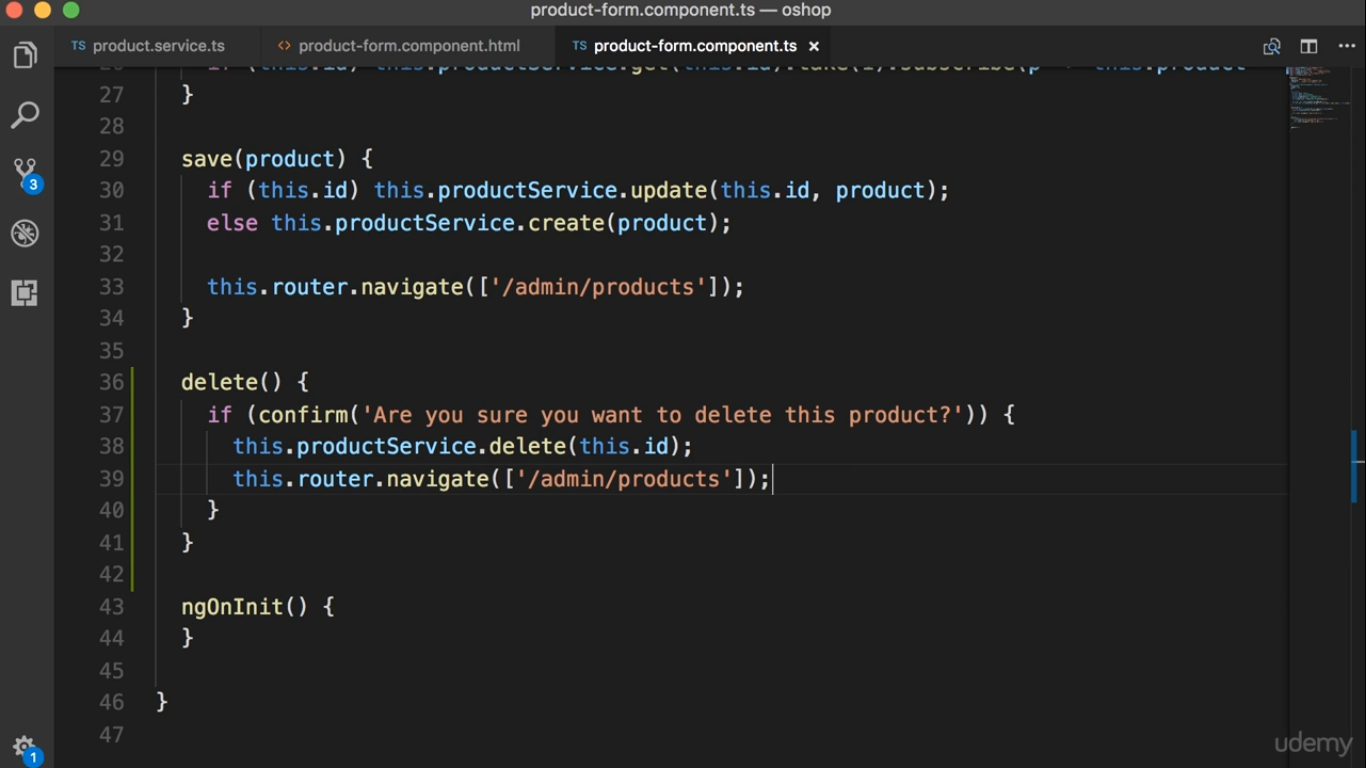 product-form.component.ts — oshop
TS product.service.ts <> product-form.component.html TS product-form.component.ts ×
27 }
28
29 save(product) {
30 if (this.id) this.productService.update(this.id, product);
31 else this.productService.create(product);
32
33 this.router.navigate(['/admin/products']);
34 }
35
36 delete() {
37 if (confirm('Are you sure you want to delete this product?')) {
38 this.productService.delete(this.id);
39 this.router.navigate(['/admin/products']);
40 }
41 }
42
43 ngOnInit() {
44 }
45
46 }
47
3
1
udemy